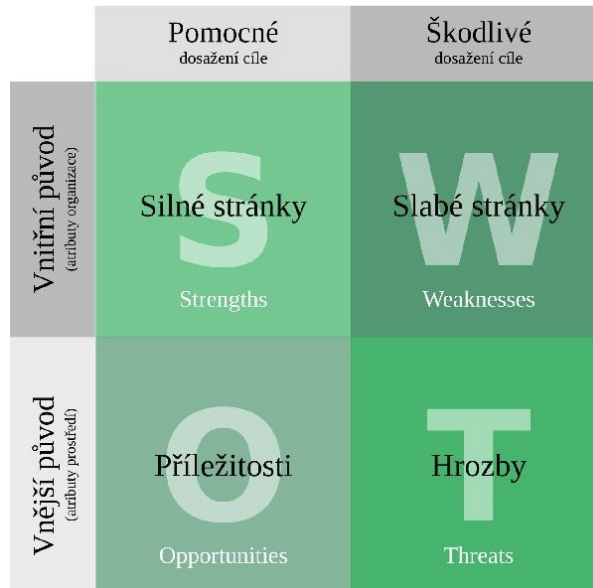 Pomocné
dosažení cíle
Škodlivé
dosažení cíle
Vnitřní původ
(atributy organizace)
S
Silné stránky
Strengths
W
Slabé stránky
Weaknesses
Vnější původ
(atributy prostředí)
O
Příležitosti
Opportunities
T
Hrozby
Threats